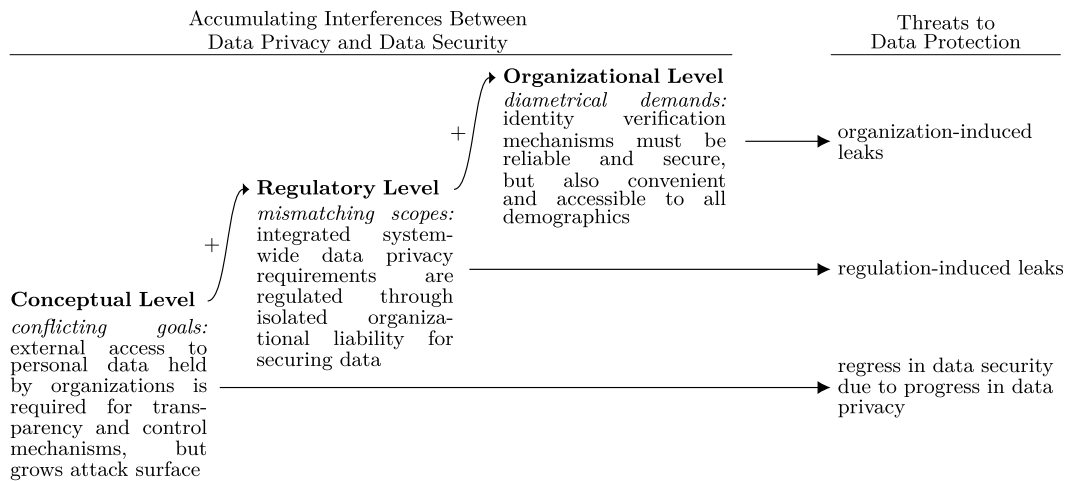 Accumulating Interferences Between
Data Privacy and Data Security
Threats to
Data Protection
Organizational Level
diametrical demands:
identity verification
mechanisms must be
reliable and secure,
but also convenient
and accessible to all
demographics
+
organization-induced
leaks
Regulatory Level
mismatching scopes:
integrated system-
wide data privacy
requirements are
regulated through
isolated organiza-
tional liability for
securing data
+
regulation-induced leaks
Conceptual Level
conflicting goals:
external access to
personal data held
by organizations is
required for trans-
parency and control
mechanisms, but
grows attack surface
regress in data security
due to progress in data
privacy